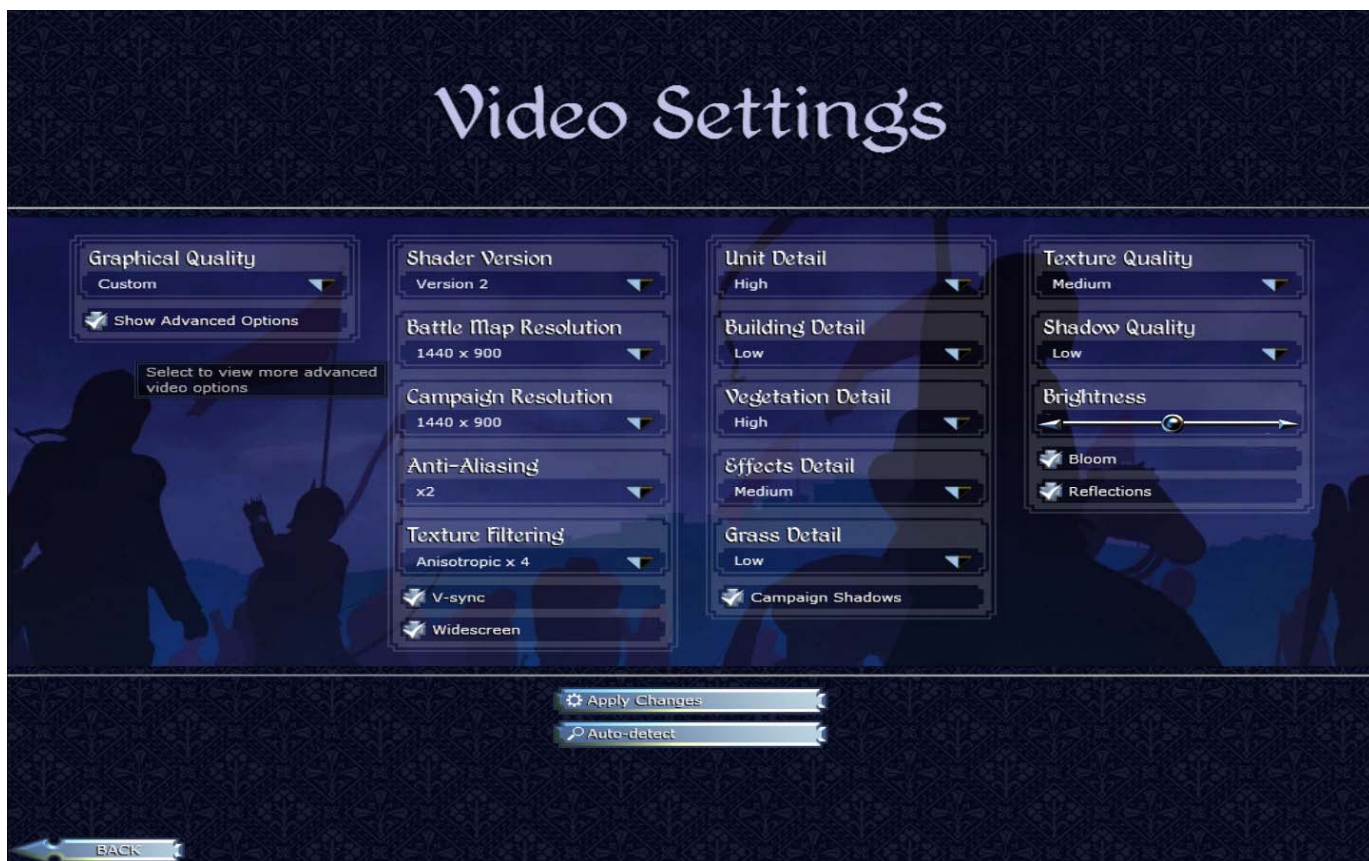 Video Settings
Graphical Quality
Custom
Show Advanced Options
Select to view more advanced
video options
Shader Version
Version 2
Battle Map Resolution
1440 x 900
Campaign Resolution
1440 x 900
Anti-Aliasing
x2
Texture Filtering
Anisotropic x 4
V-sync
Widescreen
Unit Detail
High
Building Detail
Low
Vegetation Detail
High
Effects Detail
Medium
Grass Detail
Low
Campaign Shadows
Texture Quality
Medium
Shadow Quality
Low
Brightness
Bloom
Reflections
Apply Changes
Auto-detect
BACK